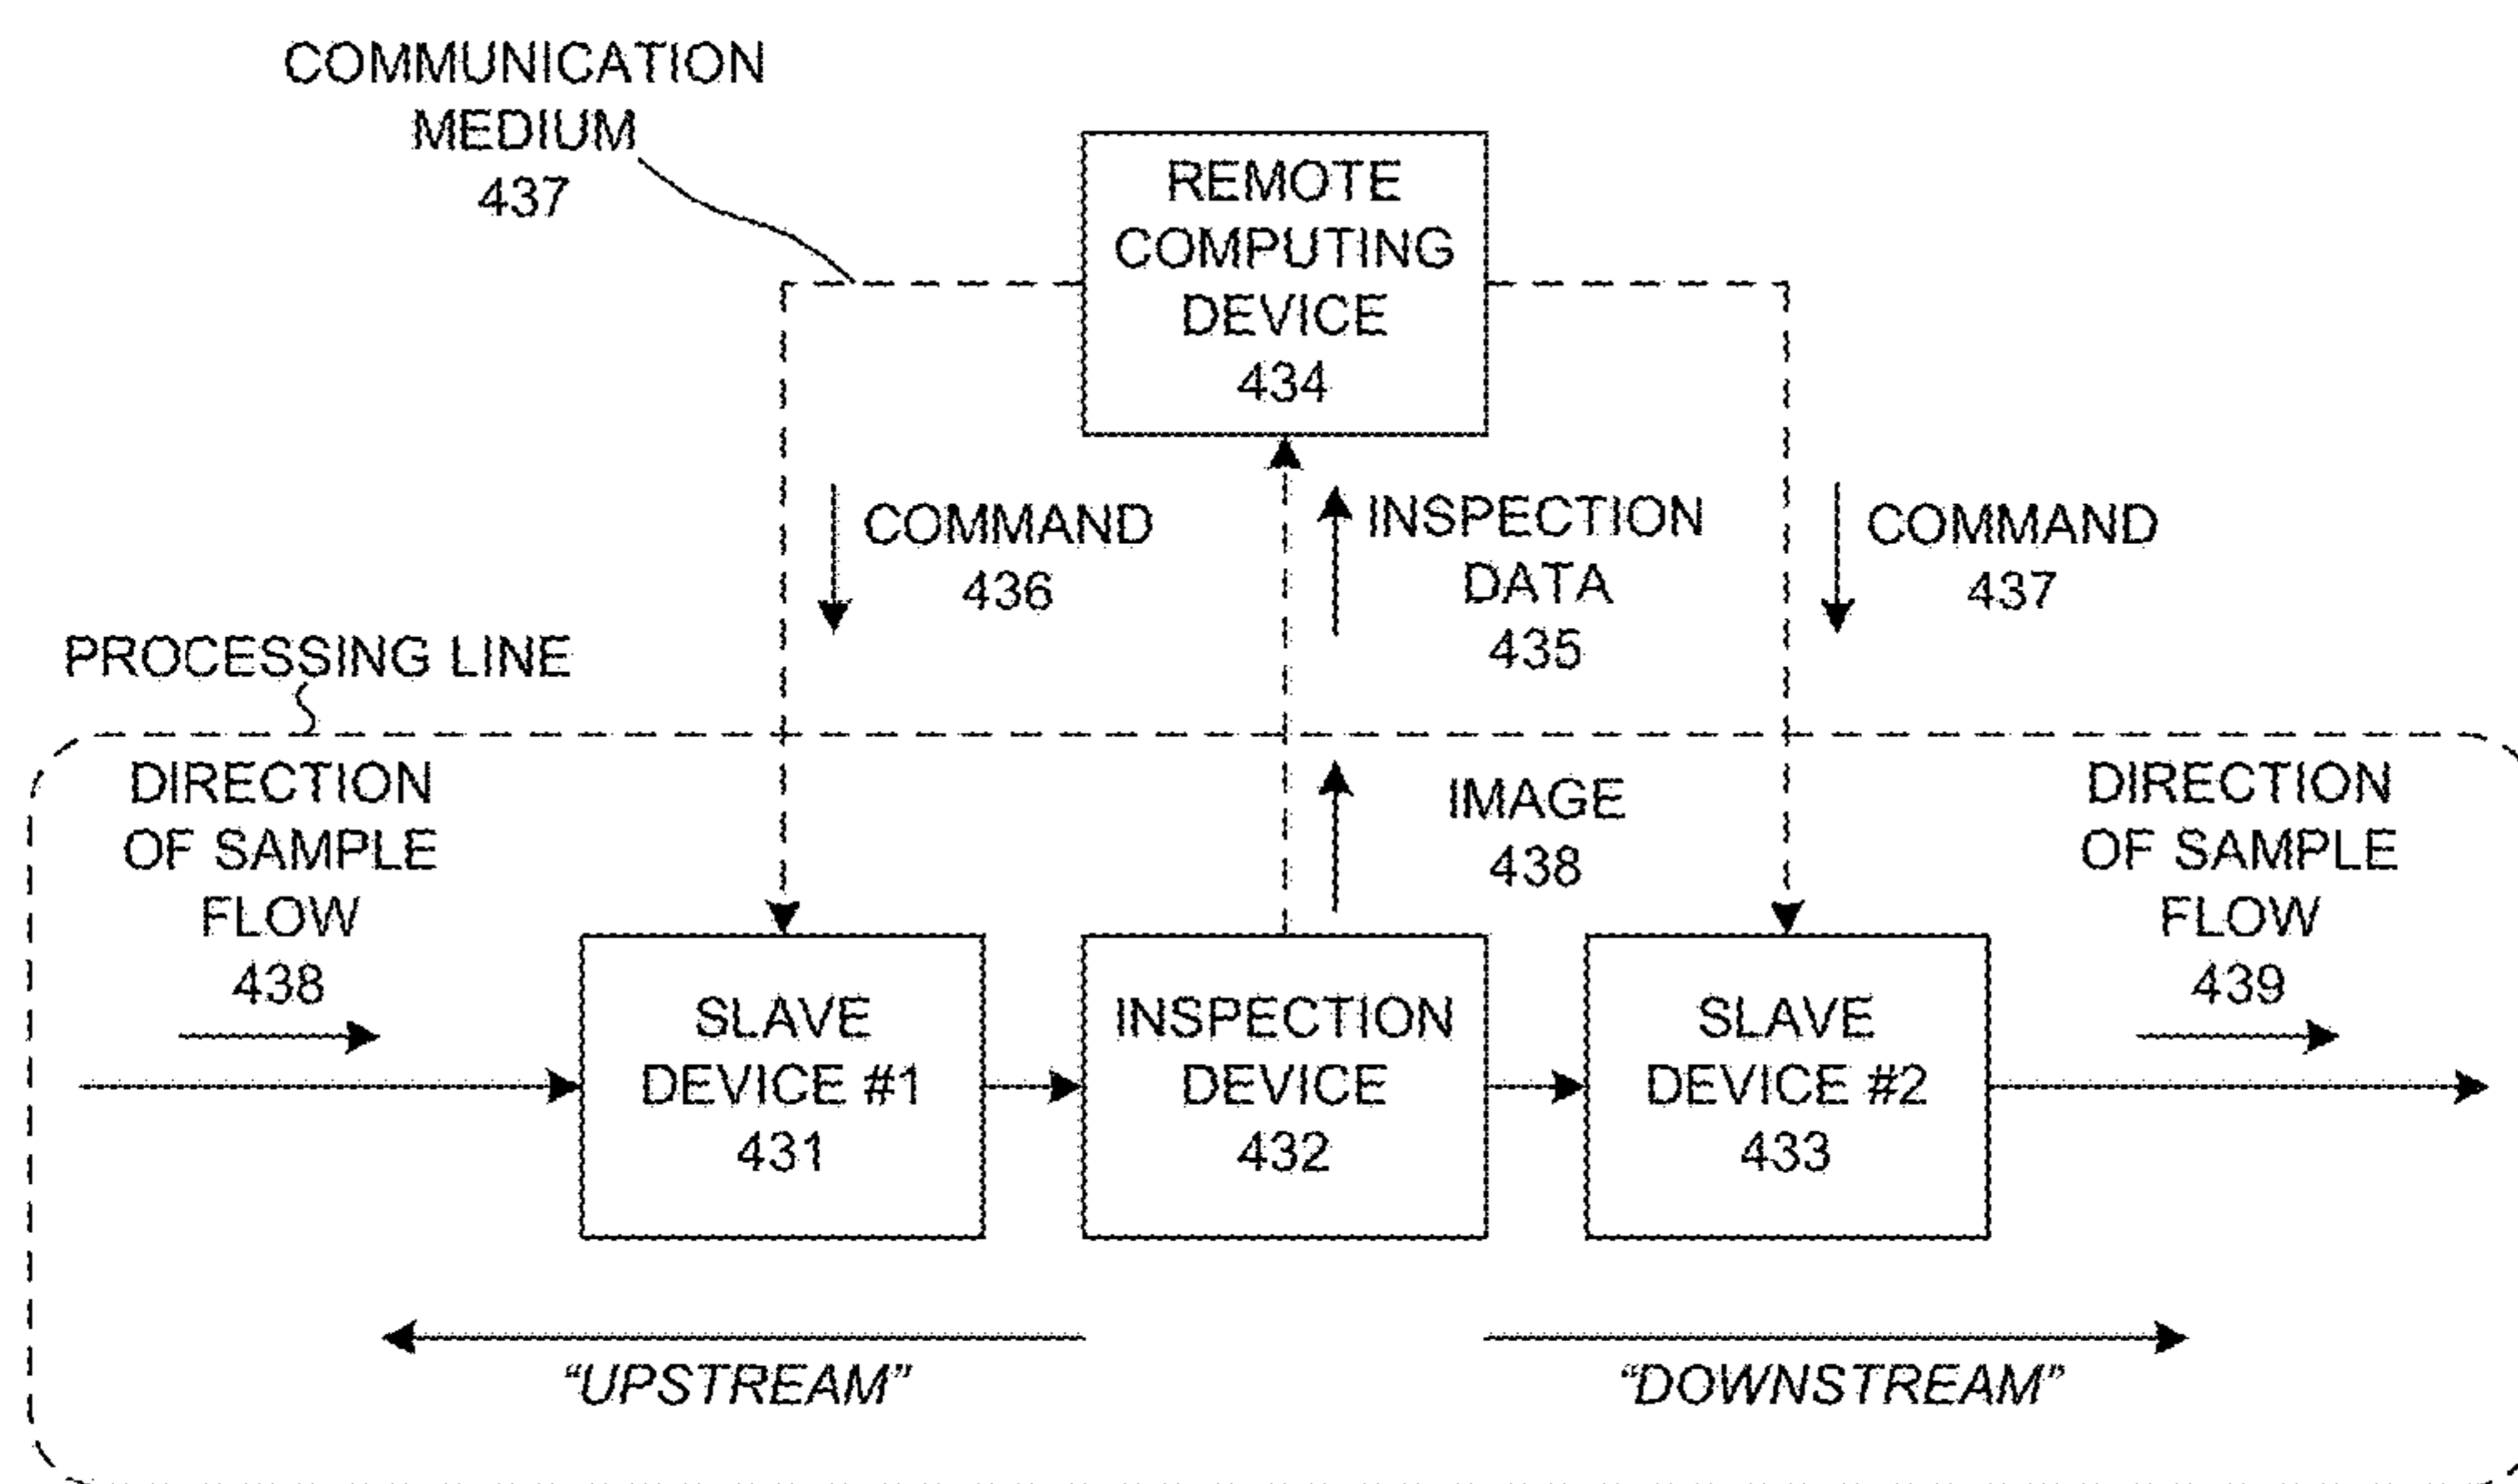 COMMUNICATION
MEDIUM
437
REMOTE
COMPUTING
DEVICE
434
COMMAND
436
INSPECTION
DATA
435
COMMAND
437
PROCESSING LINE
DIRECTION
OF SAMPLE
FLOW
438
IMAGE
438
DIRECTION
OF SAMPLE
FLOW
439
SLAVE
DEVICE #1
431
INSPECTION
DEVICE
432
SLAVE
DEVICE #2
433
“UPSTREAM”
“DOWNSTREAM”